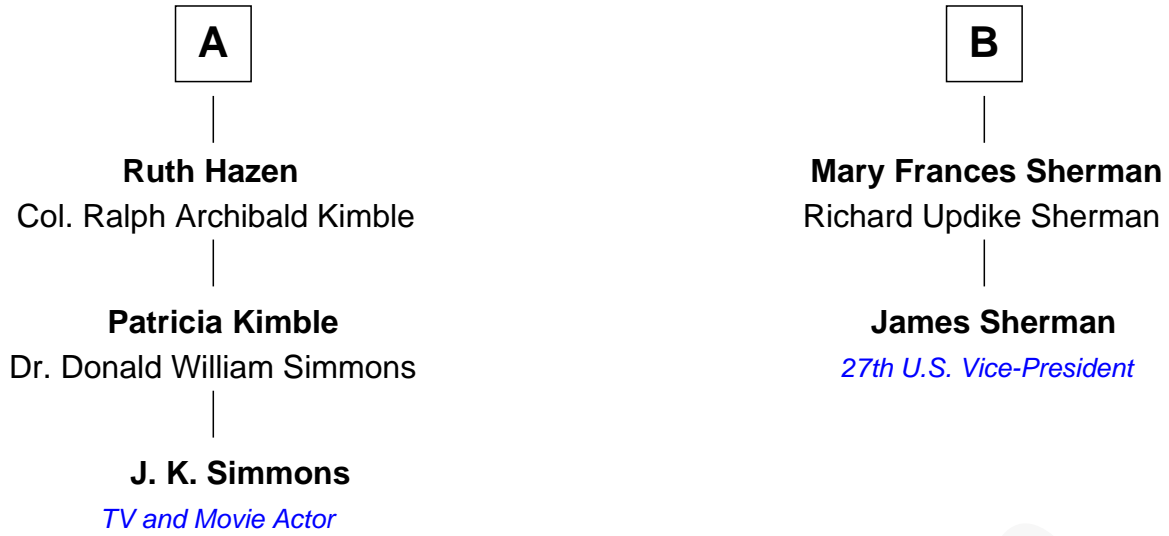 A
B
Ruth Hazen
Col. Ralph Archibald Kimble
Mary Frances Sherman
Richard Updike Sherman
Patricia Kimble
Dr. Donald William Simmons
James Sherman
27th U.S. Vice-President
J. K. Simmons
TV and Movie Actor